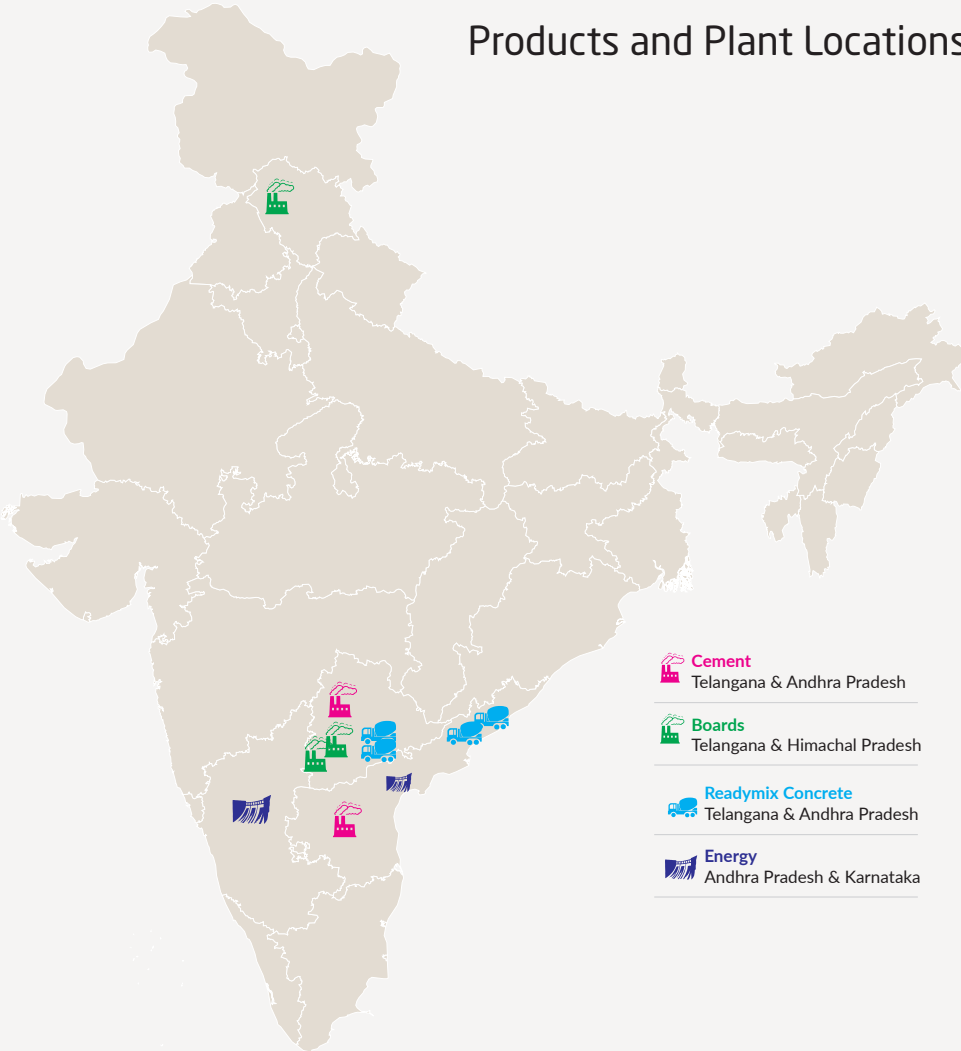 Products and Plant Locations
Cement
Telangana & Andhra Pradesh
Boards
Telangana & Himachal Pradesh
Readymix Concrete
Telangana & Andhra Pradesh
Energy
Andhra Pradesh & Karnataka